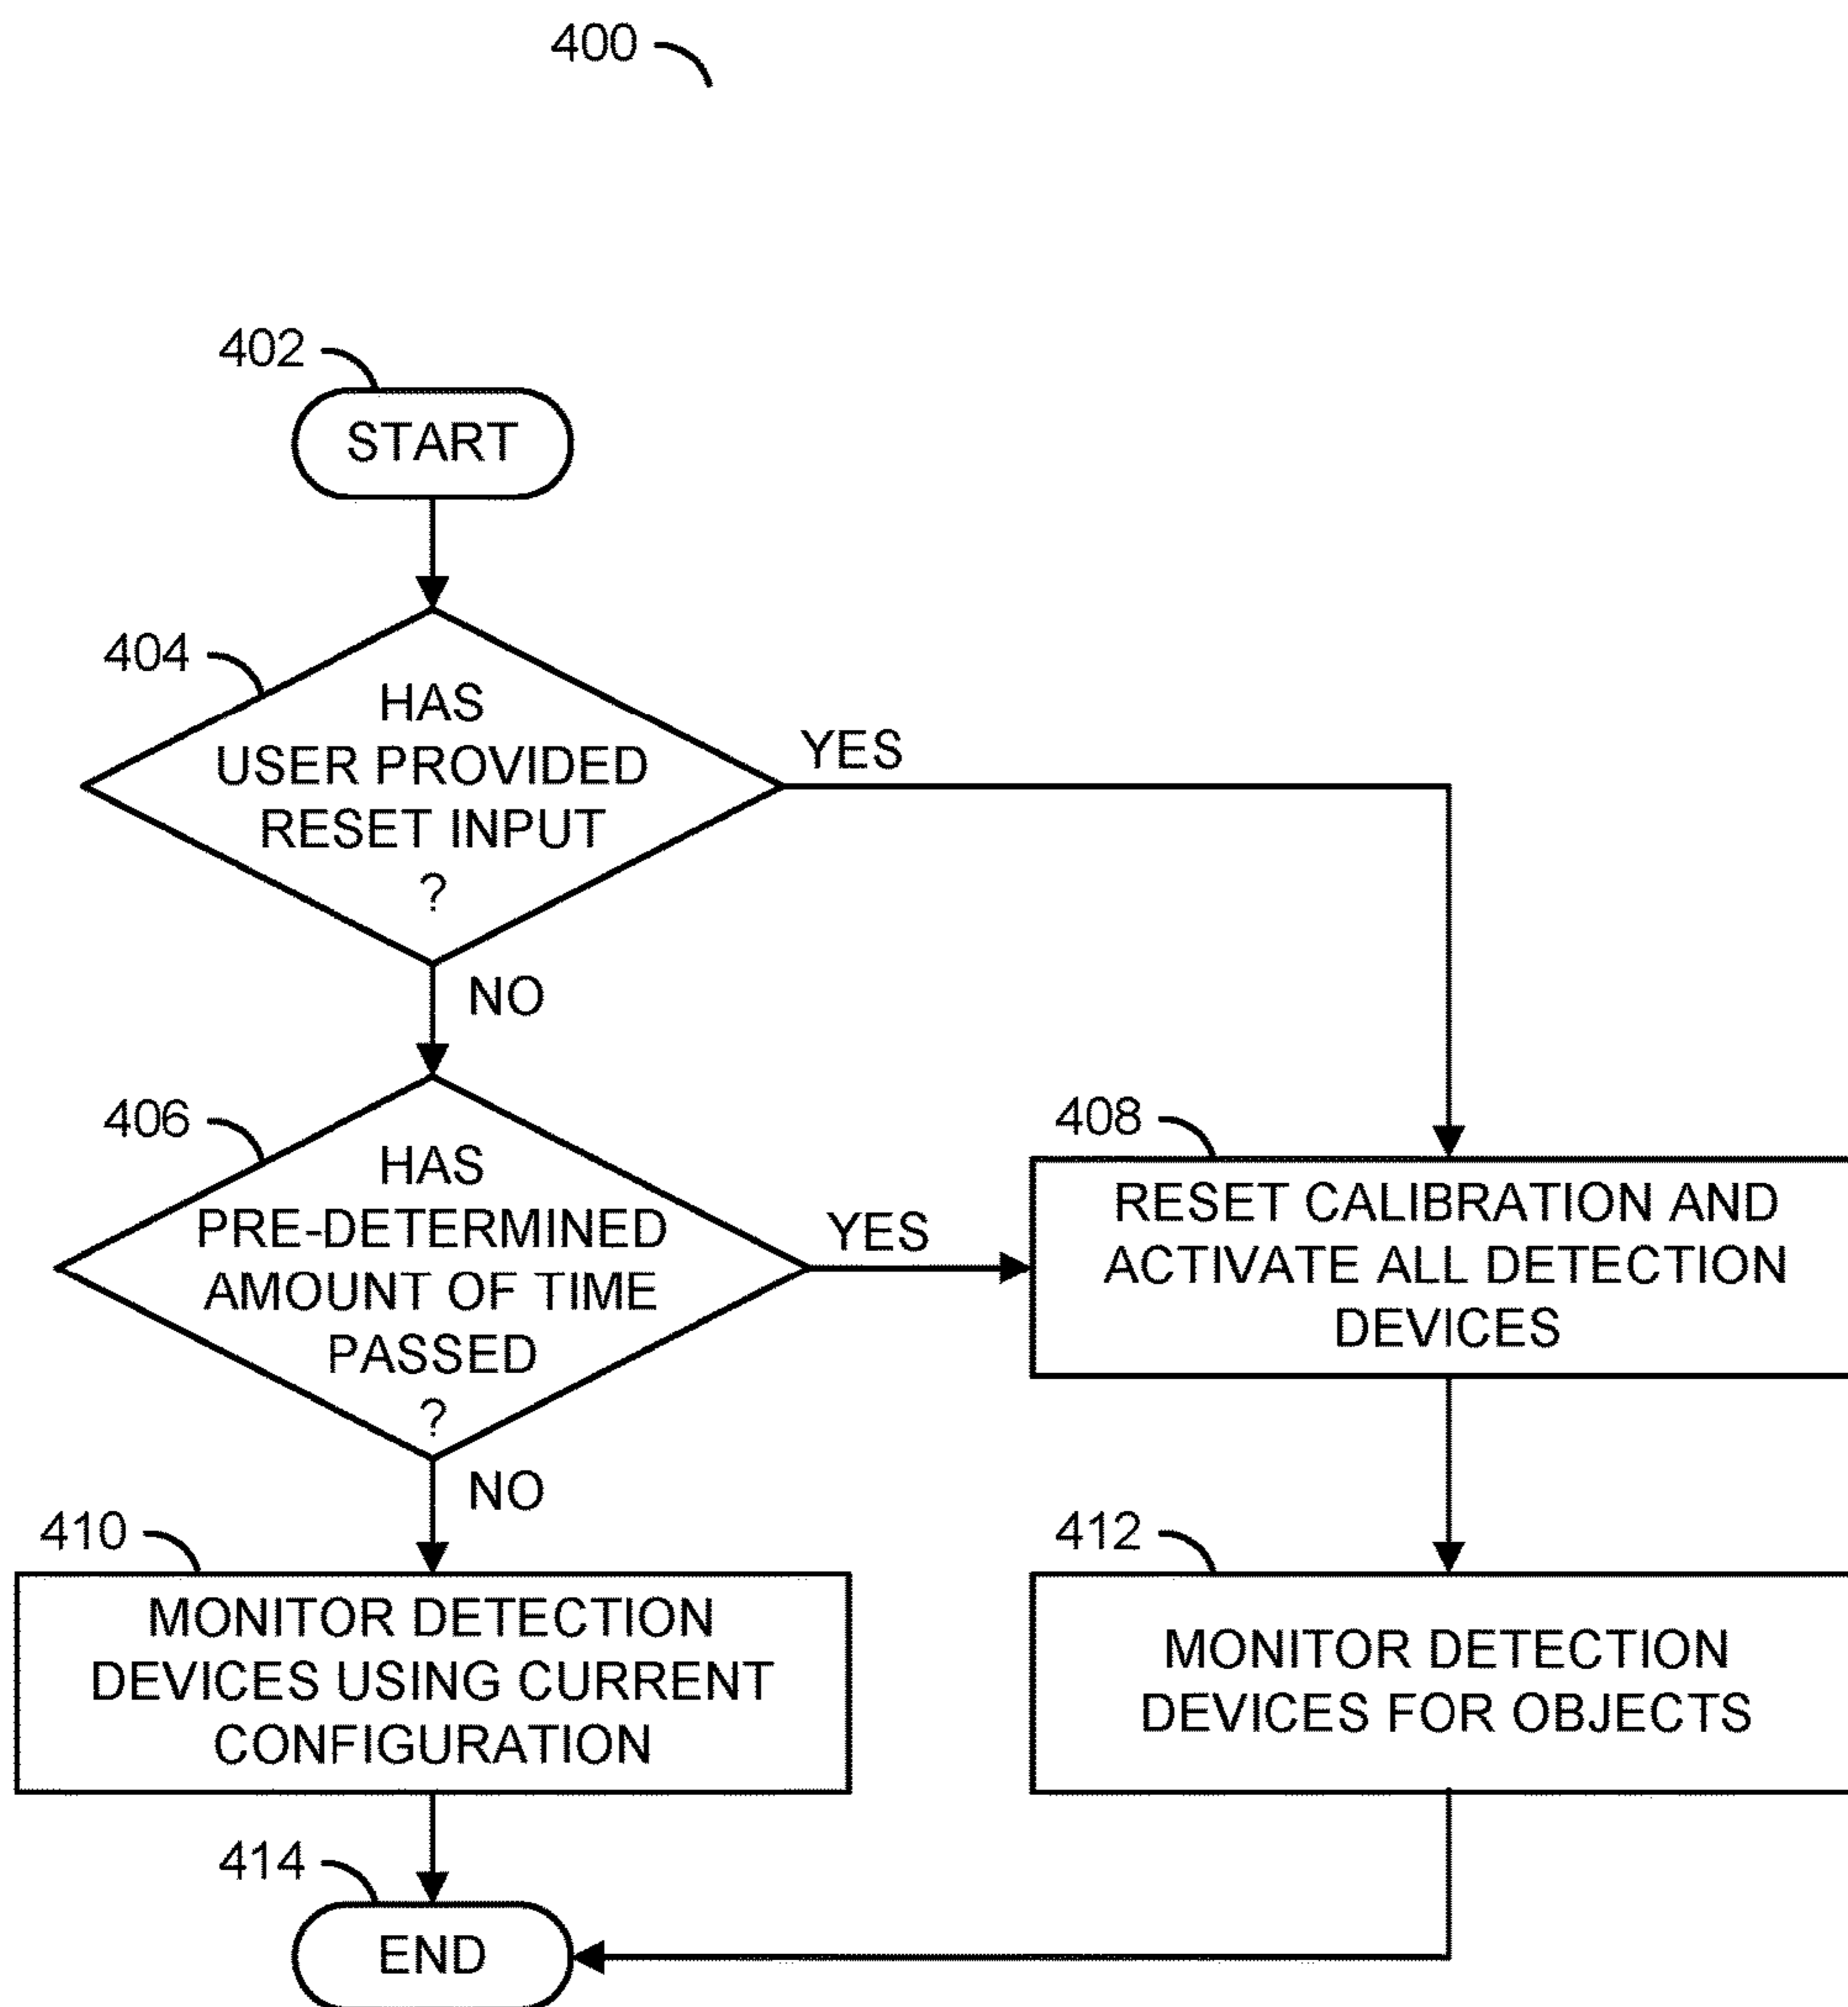 400
402
START
404
HAS
USER PROVIDED
RESET INPUT
?
YES
NO
406
HAS
PRE-DETERMINED
AMOUNT OF TIME
PASSED
?
YES
NO
408
RESET CALIBRATION AND
ACTIVATE ALL DETECTION
DEVICES
410
MONITOR DETECTION
DEVICES USING CURRENT
CONFIGURATION
412
MONITOR DETECTION
DEVICES FOR OBJECTS
414
END